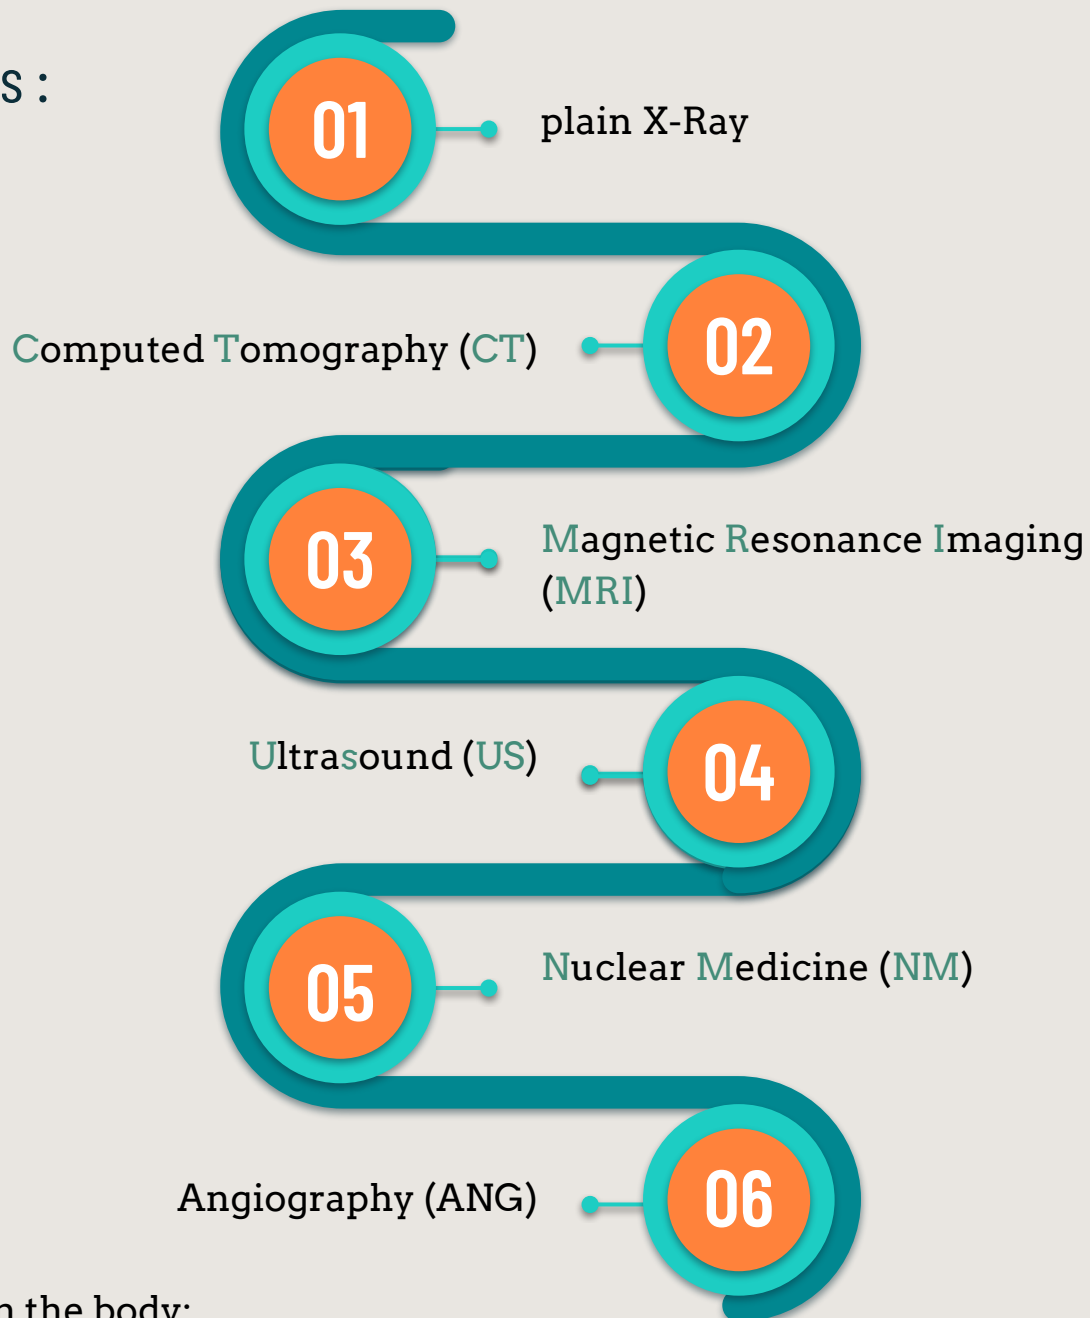 s :
01
plain X-Ray
02
Computed Tomography (CT)
03
Magnetic Resonance Imaging
(MRI)
04
Ultrasound (US)
05
Nuclear Medicine (NM)
06
Angiography (ANG)
the body: